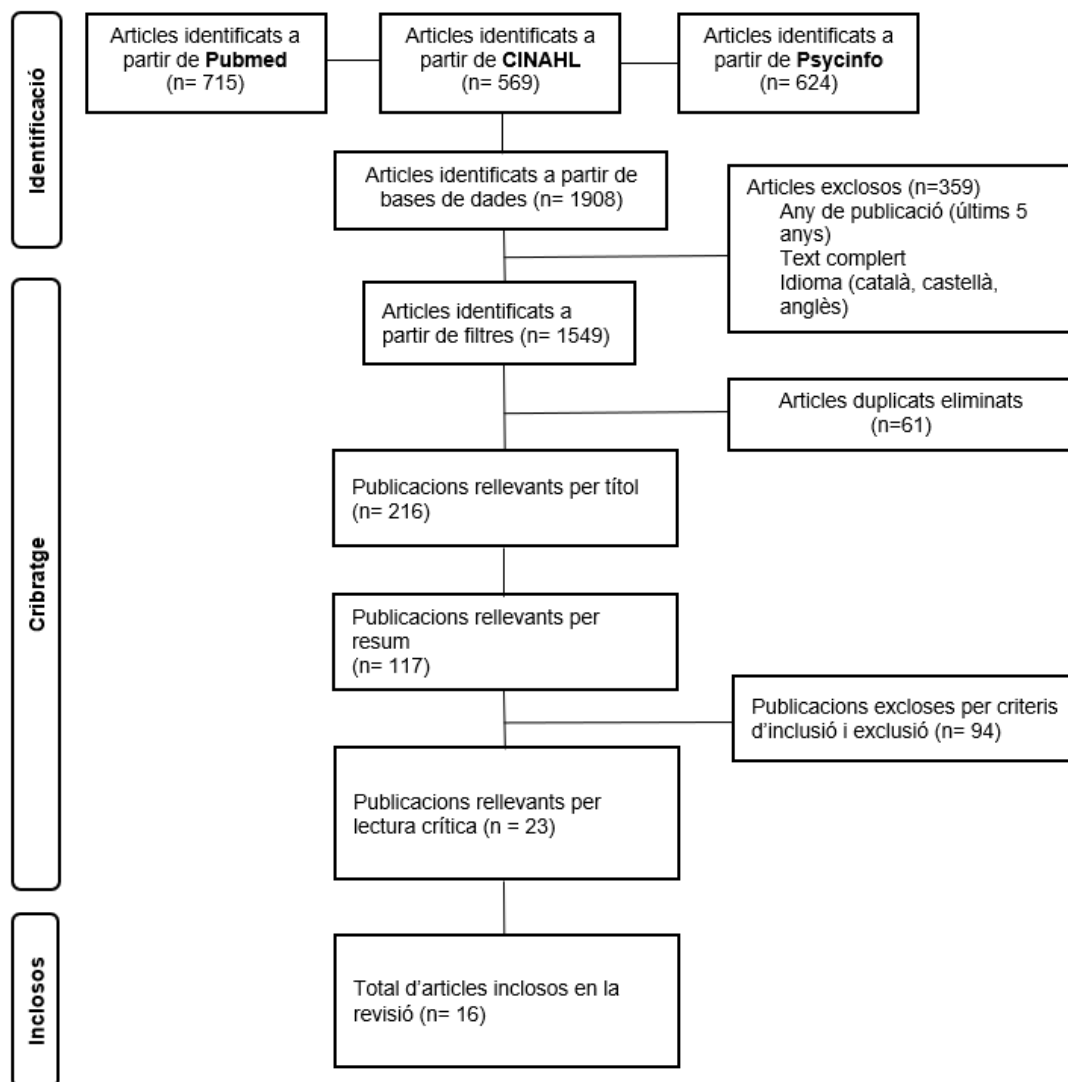 Identificació
Articles identificats a
partir de Pubmed
(n= 715)
Articles identificats a
partir de CINAHL
(n= 569)
Articles identificats a
partir de Psycinfo
(n= 624)
Articles identificats a partir de
bases de dades (n= 1908)
Articles exclosos (n=359)
Any de publicació (últims 5
anys)
Text complert
Idioma (català, castellà,
anglès)
Cribratge
Articles identificats a
partir de filtres (n= 1549)
Articles duplicats eliminats
(n=61)
Publicacions rellevants per títol
(n= 216)
Publicacions rellevants per
resum
(n= 117)
Publicacions excloses per criteris
d’inclusió i exclusió (n= 94)
Publicacions rellevants per
lectura crítica (n = 23)
Inclosos
Total d’articles inclosos en la
revisió (n= 16)